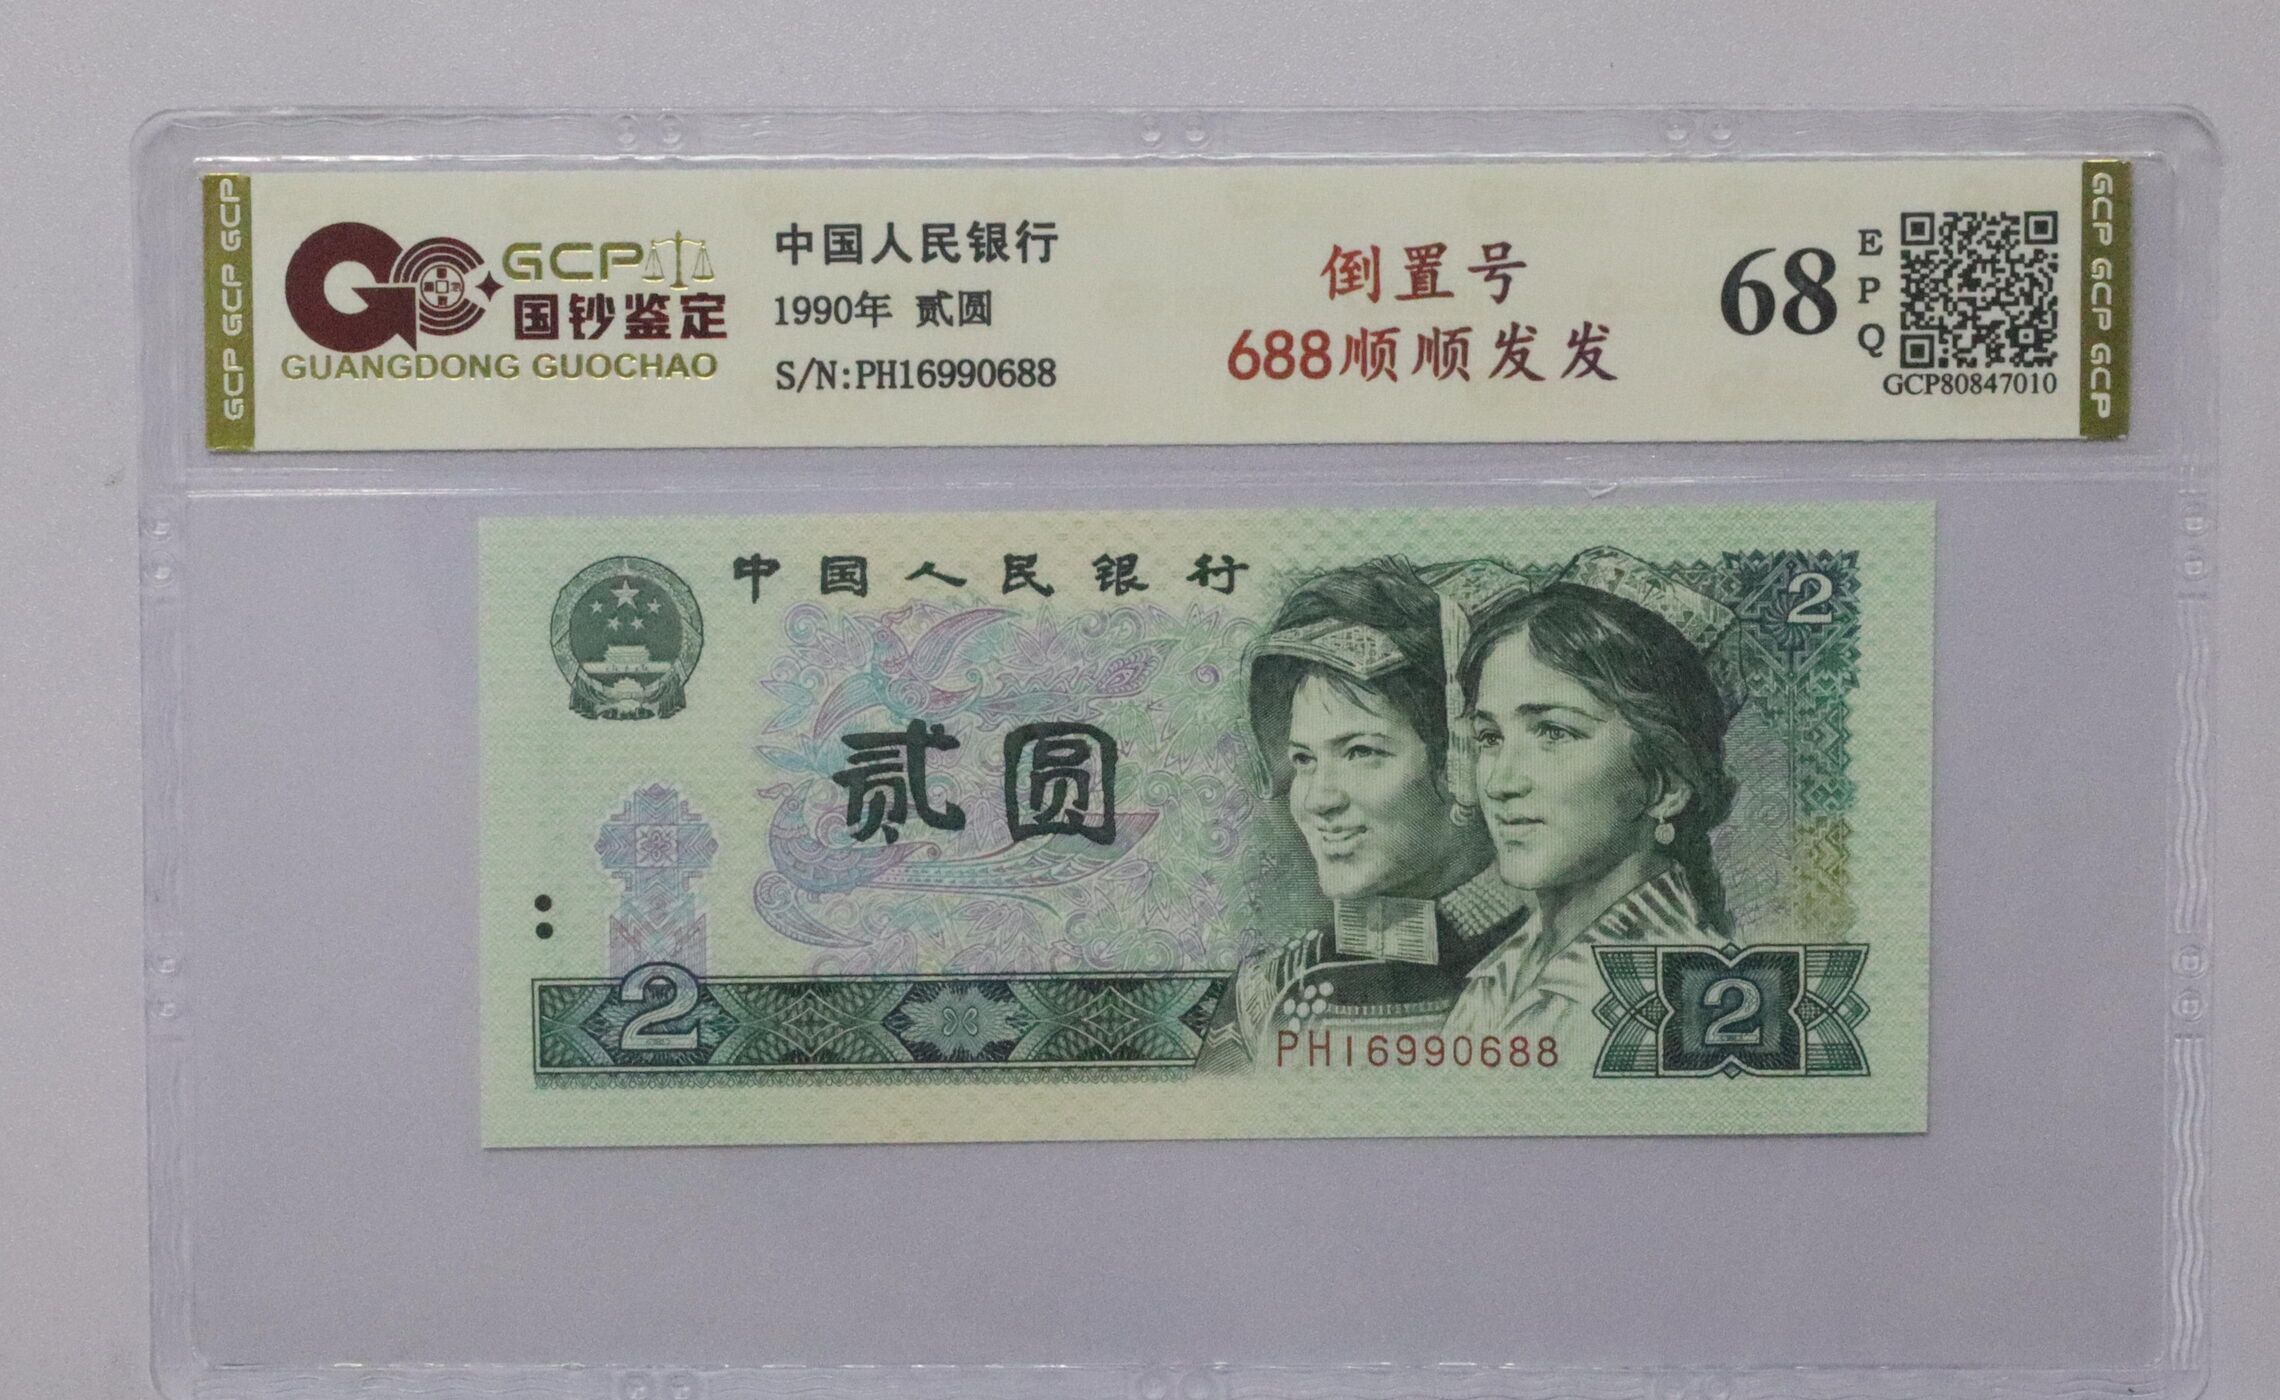 GCP GCP GCP
GCP
国钞鉴定
GUANGDONG GUOCHAO
中国人民银行
1990年 贰圆
S/N:PH16990688
倒置号
688顺顺发发
68
EPQ
GCP80847010
GCP GCP GCP
中国人民银行
2
贰圆
2
PH16990688
2